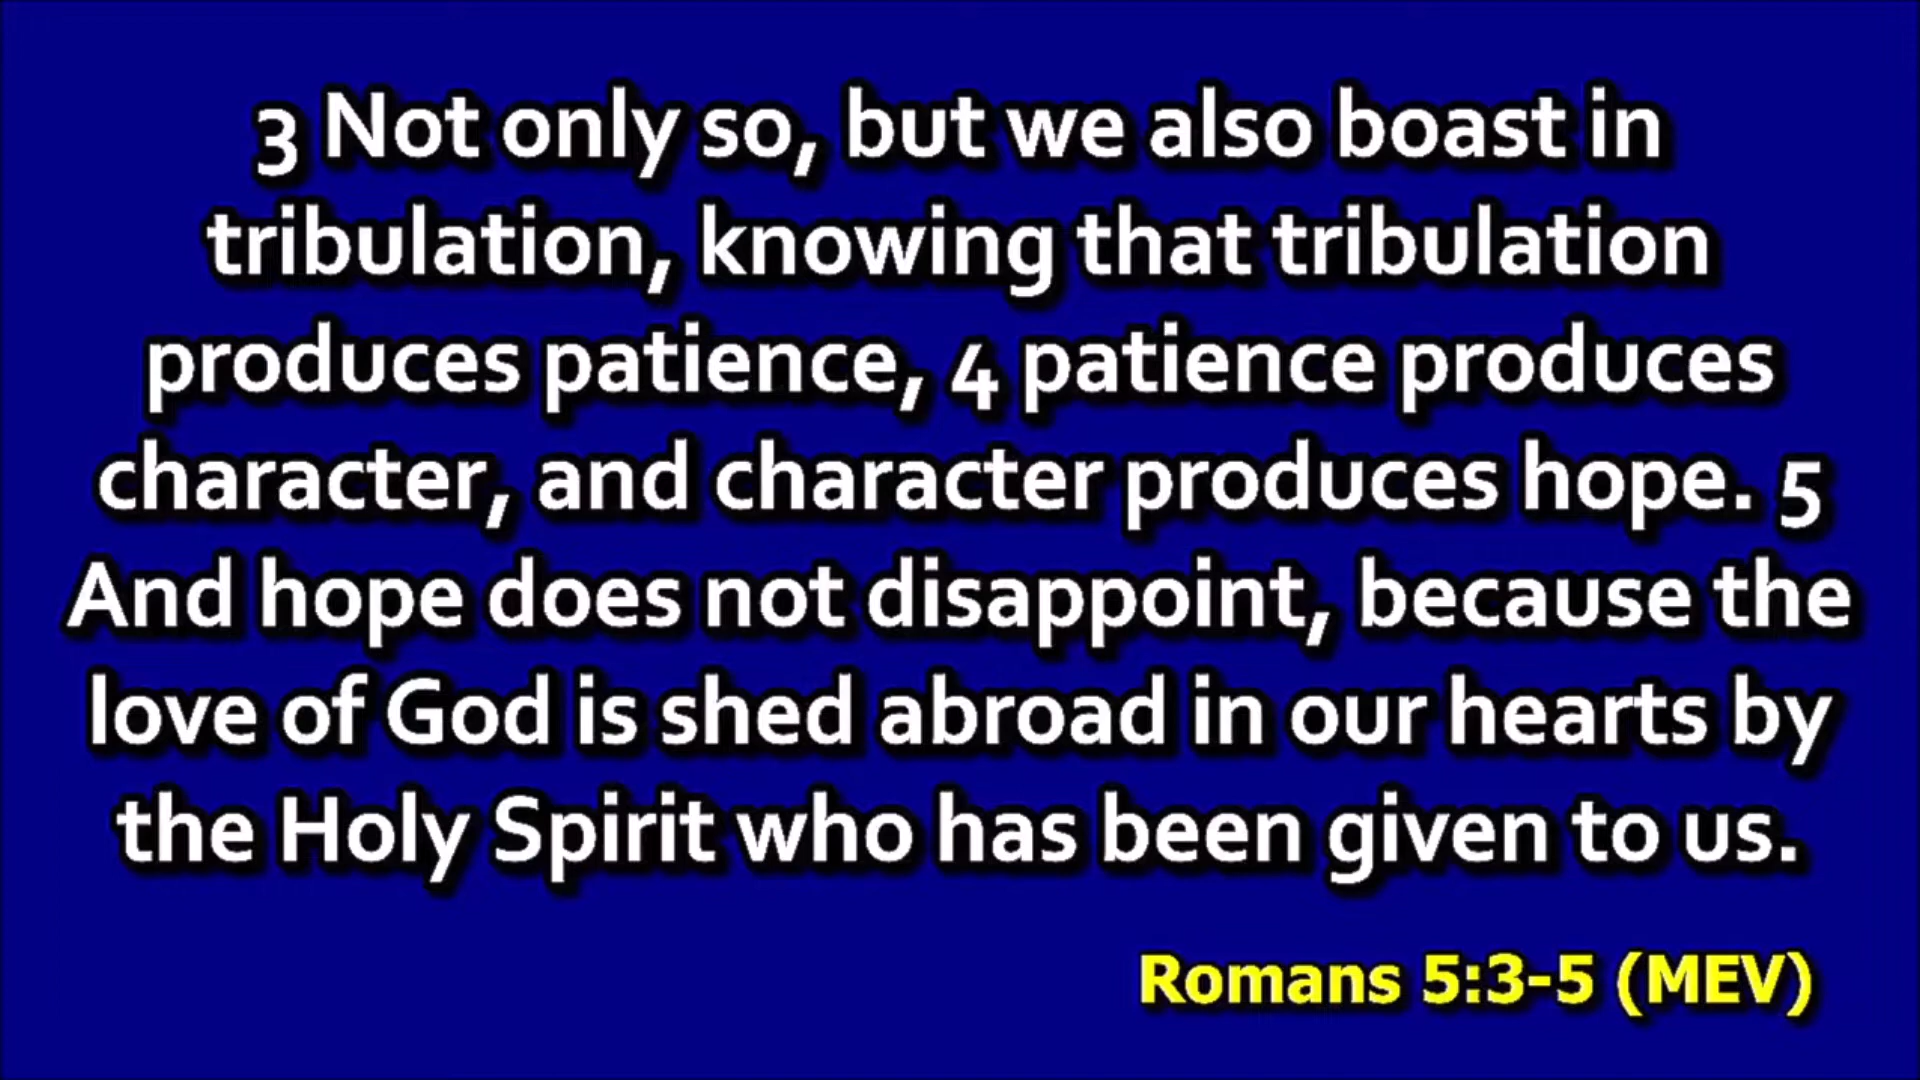 3 Not only so, but we also boast in
tribulation, knowing that tribulation
produces patience, 4 patience produces
character, and character produces hope. 5
And hope does not disappoint, because the
love of God is shed abroad in our hearts by
the Holy Spirit who has been given to us.
Romans 5:3-5 (MEV)